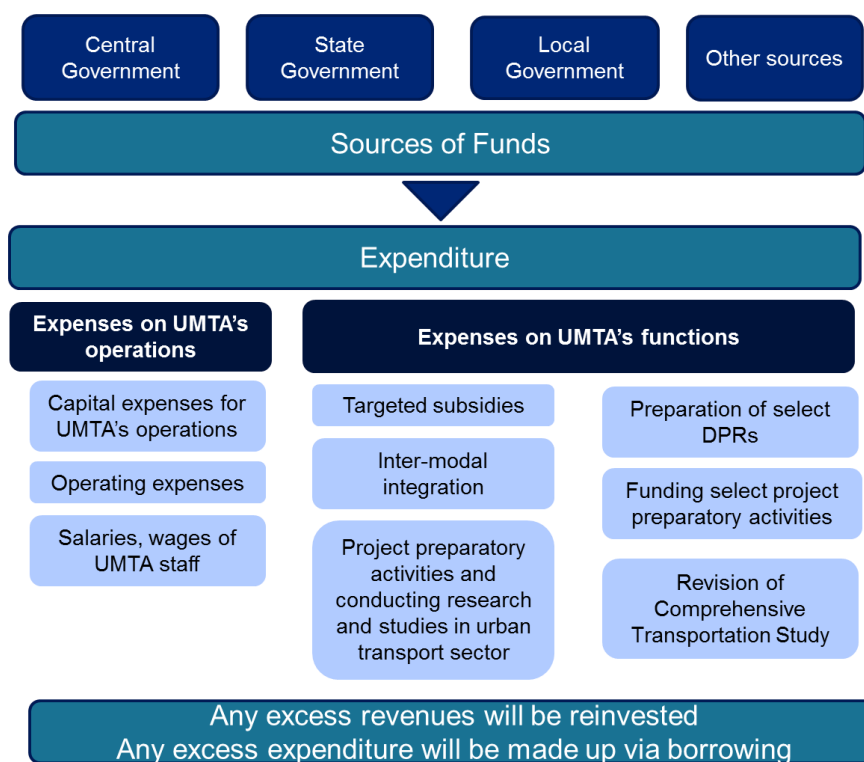 Central
Government
State
Government
Local
Government
Other sources
Sources of Funds
Expenditure
Expenses on UMTA's
operations
Expenses on UMTA's functions
Capital expenses for
UMTA's operations
Operating expenses
Salaries, wages of
UMTA staff
Targeted subsidies
Inter-modal
integration
Project preparatory
activities and
conducting research
and studies in urban
transport sector
Preparation of select
DPRs
Funding select project
preparatory activities
Revision of
Comprehensive
Transportation Study
Any excess revenues will be reinvested
Any excess expenditure will be made up via borrowing